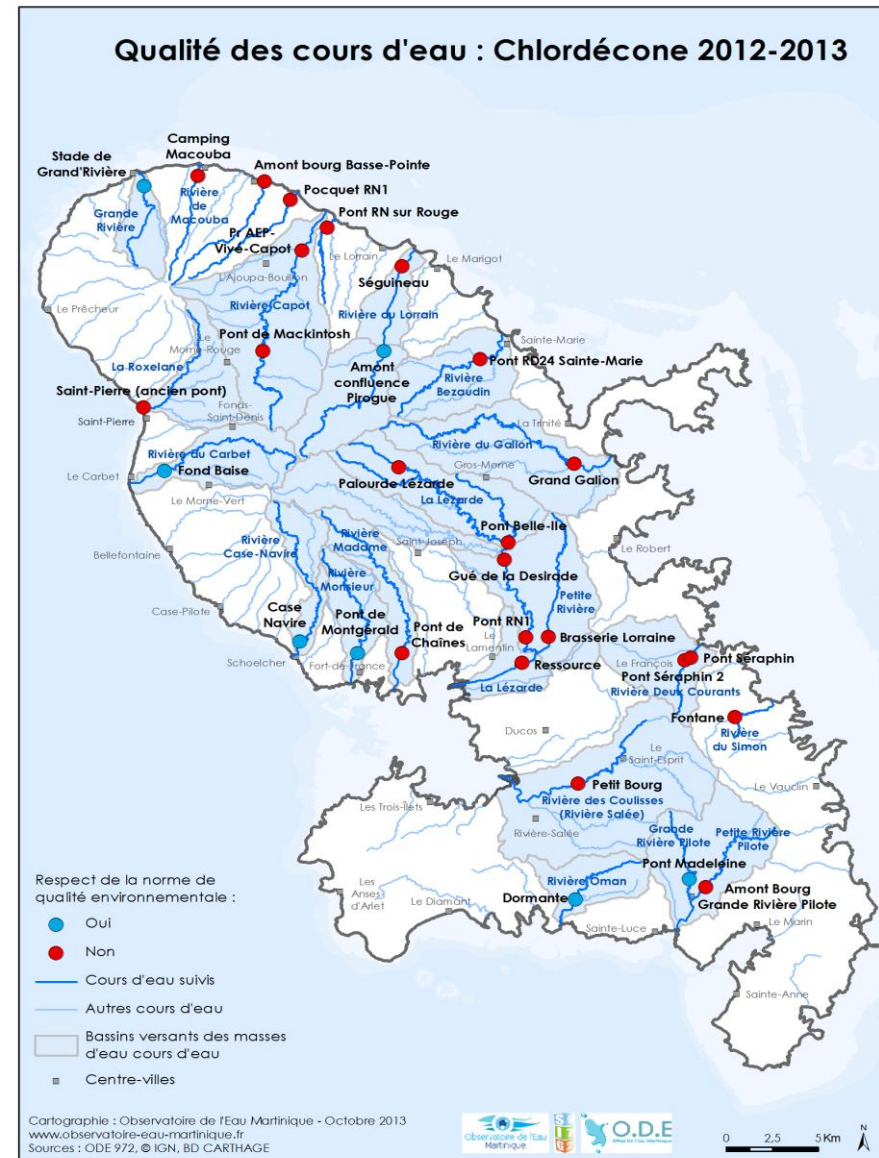 Qualité des cours d'eau : Chlordécone 2012-2013
Camping
Macouba
Stade de
Grand'Rivière
Amont bourg Basse-Pointe
Pocquet RN1
Rivière
de
Macouba
Grande
Rivière
Pont RN sur Rouge
Pr AEP-
Vivé-Capot
Le Lorrain
Le Marigot
L'Ajoupa-Bouillon
Séguineau
Rivière Capot
Rivière du Lorrain
Le Prêcheur
Pont de Mackintosh
Le
Morne-Rouge
Sainte-Marie
Pont RD24 Sainte-Marie
La Roxelane
Amont
confluence
Pirogue
Rivière
Bezaudin
Saint-Pierre (ancien pont)
Saint-Pierre
Fonds-
Saint-Denis
La Trinité
Rivière du Galion
Rivière du Carbet
Fond Baise
Le Carbet
Gros-Morne
Grand Galion
Palourde Lézarde
La Lézarde
Le Morne-Vert
Pont Belle-Ile
Rivière
Case-Navire
Rivière
Madame
Saint-Joseph
Le Robert
Bellefontaine
Gué de la Desirade
Rivière
Monsieur
Petite
Rivière
Case-Pilote
Case
Navire
Pont de
Montgérald
Pont de
Chaînes
Pont RN1
Brasserie Lorraine
Le
Lamentin
Schoelcher
Fort-de-France
Ressource
La Lézarde
Le François
Pont Séraphin
Pont Séraphin 2
Rivière Deux Courants
Fontane
Rivière
du Simon
Ducos
Le
Saint-Esprit
Petit Bourg
Le Vauclin
Rivière des Coulisses
(Rivière Salée)
Les Trois-Îlets
Rivière-Salée
Grande
Rivière Pilote
Petite Rivière
Pilote
Pont Madeleine
Rivière Oman
Amont Bourg
Grande Rivière Pilote
Dormante
Les
Anses-
d'Arlet
Le Diamant
Sainte-Luce
Le Marin
Sainte-Anne
Respect de la norme de
qualité environnementale :
Oui
Non
Cours d'eau suivis
Autres cours d'eau
Bassins versants des masses
d'eau cours d'eau
Centre-villes
Cartographie : Observatoire de l'Eau Martinique - Octobre 2013
www.observatoire-eau-martinique.fr
Sources : ODE 972, © IGN, BD CARTHAGE
Observatoire de l'Eau
Martinique
O.D.E
0 2,5 5 Km
N